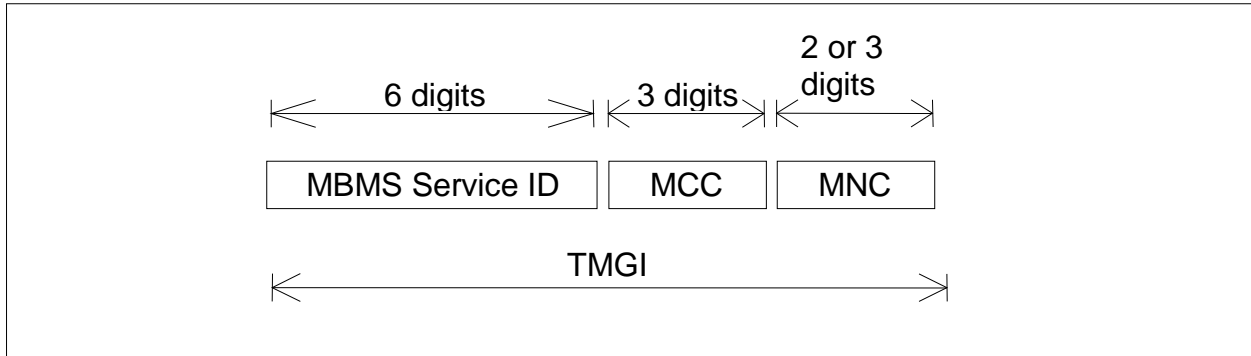 2 or 3
digits
6 digits
3 digits
MBMS Service ID
MCC
MNC
TMGI